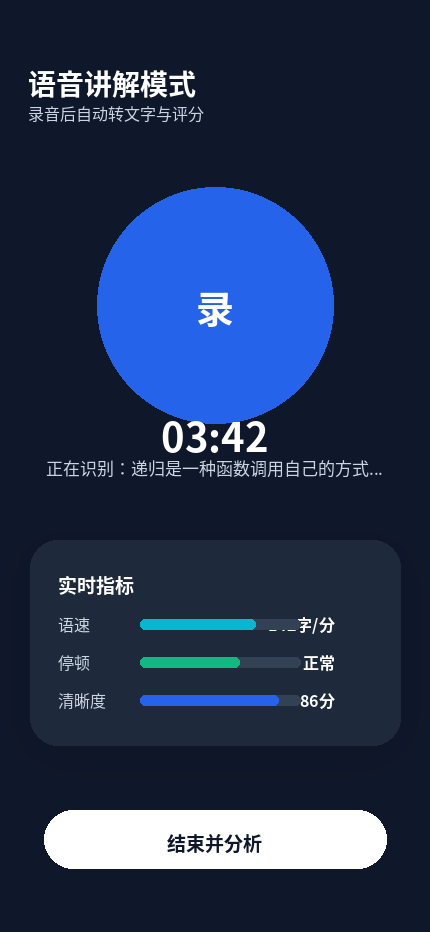 语音讲解模式
录音后自动转文字与评分
录
03:42
正在识别：递归是一种函数调用自己的方式...
实时指标
语速 字/分
停顿 正常
清晰度 86分
结束并分析